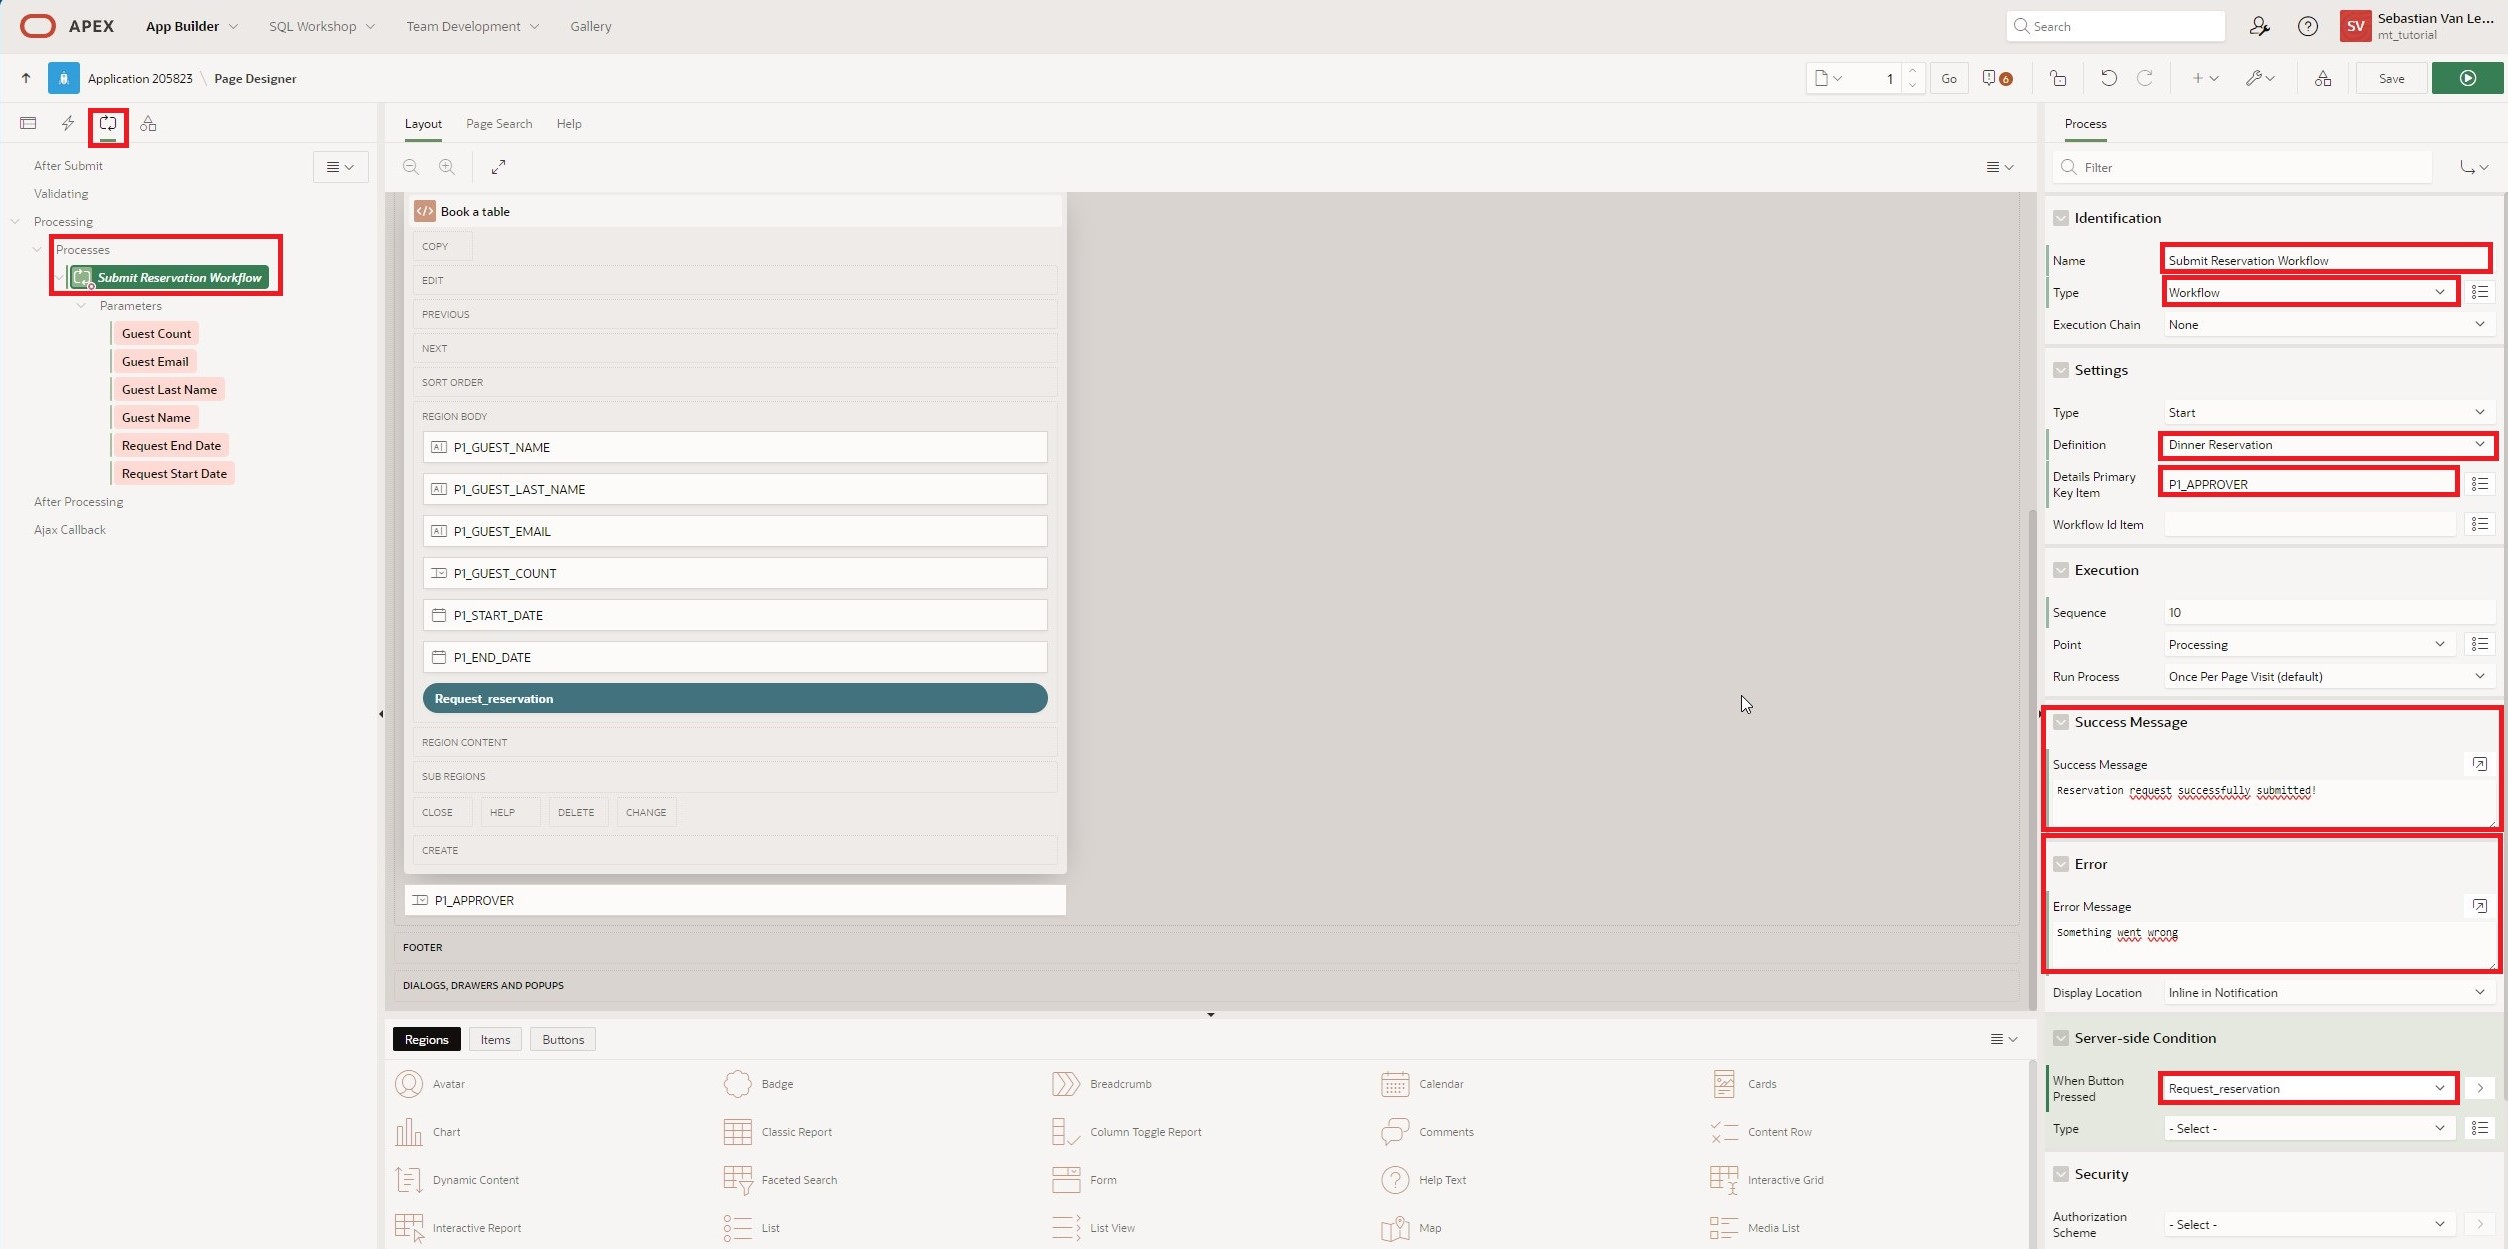 APEX
App Builder
SQL Workshop
Team Development
Gallery
Search
SV
Sebastian Van Le...
mt_tutorial
Application 205823 \ Page Designer
1
Go
6
Save
After Submit
Validating
Processing
Processes
Submit Reservation Workflow
Parameters
Guest Count
Guest Email
Guest Last Name
Guest Name
Request End Date
Request Start Date
After Processing
Ajax Callback
Layout
Page Search
Help
Book a table
COPY
EDIT
PREVIOUS
NEXT
SORT ORDER
REGION BODY
P1_GUEST_NAME
P1_GUEST_LAST_NAME
P1_GUEST_EMAIL
P1_GUEST_COUNT
P1_START_DATE
P1_END_DATE
Request_reservation
REGION CONTENT
SUB REGIONS
CLOSE
HELP
DELETE
CHANGE
CREATE
P1_APPROVER
FOOTER
DIALOGS, DRAWERS AND POPUPS
Regions
Items
Buttons
Avatar
Badge
Breadcrumb
Calendar
Cards
Chart
Classic Report
Column Toggle Report
Comments
Content Row
Dynamic Content
Faceted Search
Form
Help Text
Interactive Grid
Interactive Report
List
List View
Map
Media List
Process
Filter
Identification
Name
Submit Reservation Workflow
Type
Workflow
Execution Chain
None
Settings
Type
Start
Definition
Dinner Reservation
Details Primary
Key Item
P1_APPROVER
Workflow Id Item
Execution
Sequence
10
Point
Processing
Run Process
Once Per Page Visit (default)
Success Message
Success Message
Reservation request successfully submitted!
Error
Error Message
Something went wrong
Display Location
Inline in Notification
Server-side Condition
When Button
Pressed
Request_reservation
Type
- Select -
Security
Authorization
Scheme
- Select -